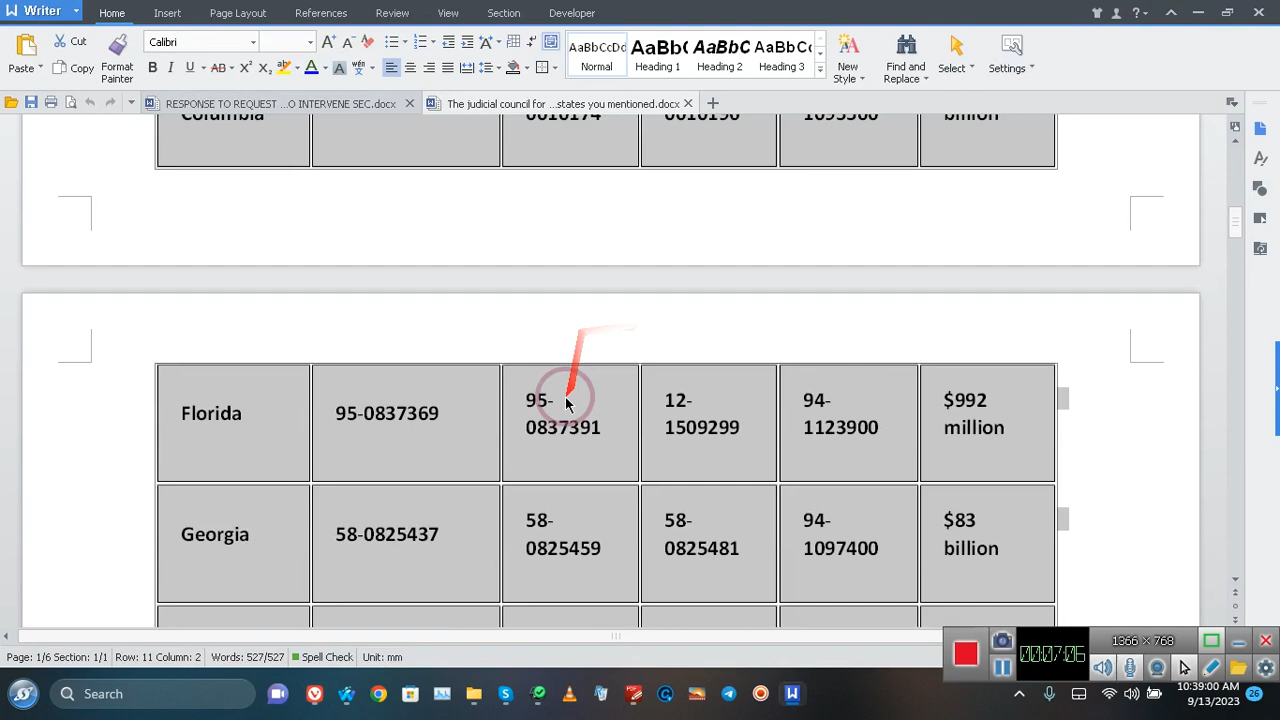 Writer
Home Insert Page Layout References Review View Section Developer
Cut
Calibri
AaBbCcDd AaBb( AaBbC AaBbCc
Paste Copy Format Painter
Normal Heading 1 Heading 2 Heading 3
New Style Find and Replace Select Settings
RESPONSE TO REQUEST ...O INTERVENE SEC.docx
The judicial council for ...states you mentioned.docx
Florida 95-0837369 95-0837391 12-1509299 94-1123900 $992 million
Georgia 58-0825437 58-0825459 58-0825481 94-1097400 $83 billion
1366 × 768
00:07:06
Page: 1/6 Section: 1/1 Row: 11 Column: 2 Words: 527/527 Spell Check Unit: mm
Search
10:39:00 AM
9/13/2023
26